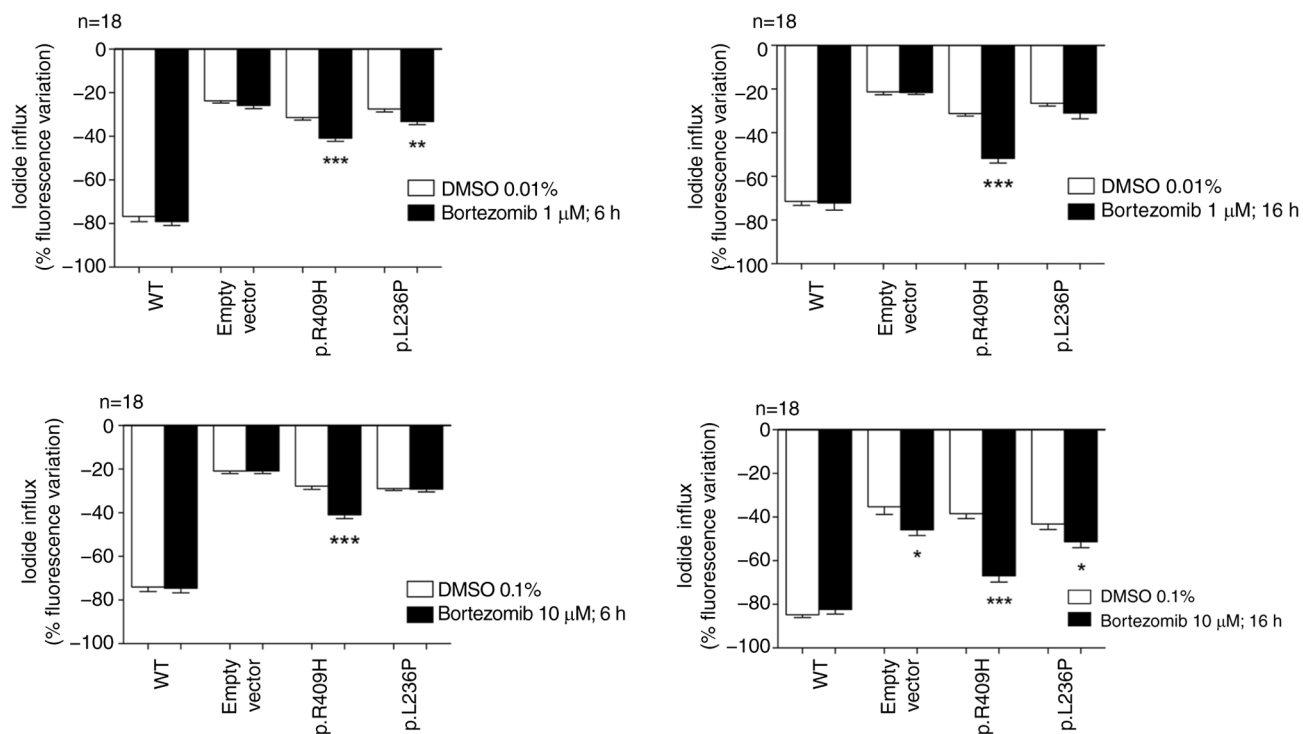 n=18
0
−20
−40
−60
−80
−100
Iodide influx
(% fluorescence variation)
***
**
DMSO 0.01%
Bortezomib 1 μM; 6 h
WT
Empty
vector
p.R409H
p.L236P
n=18
0
−20
−40
−60
−80
−100
Iodide influx
(% fluorescence variation)
***
DMSO 0.01%
Bortezomib 1 μM; 16 h
WT
Empty
vector
p.R409H
p.L236P
n=18
0
−20
−40
−60
−80
−100
Iodide influx
(% fluorescence variation)
***
DMSO 0.1%
Bortezomib 10 μM; 6 h
WT
Empty
vector
p.R409H
p.L236P
n=18
0
−20
−40
−60
−80
−100
Iodide influx
(% fluorescence variation)
*
***
*
DMSO 0.1%
Bortezomib 10 μM; 16 h
WT
Empty
vector
p.R409H
p.L236P